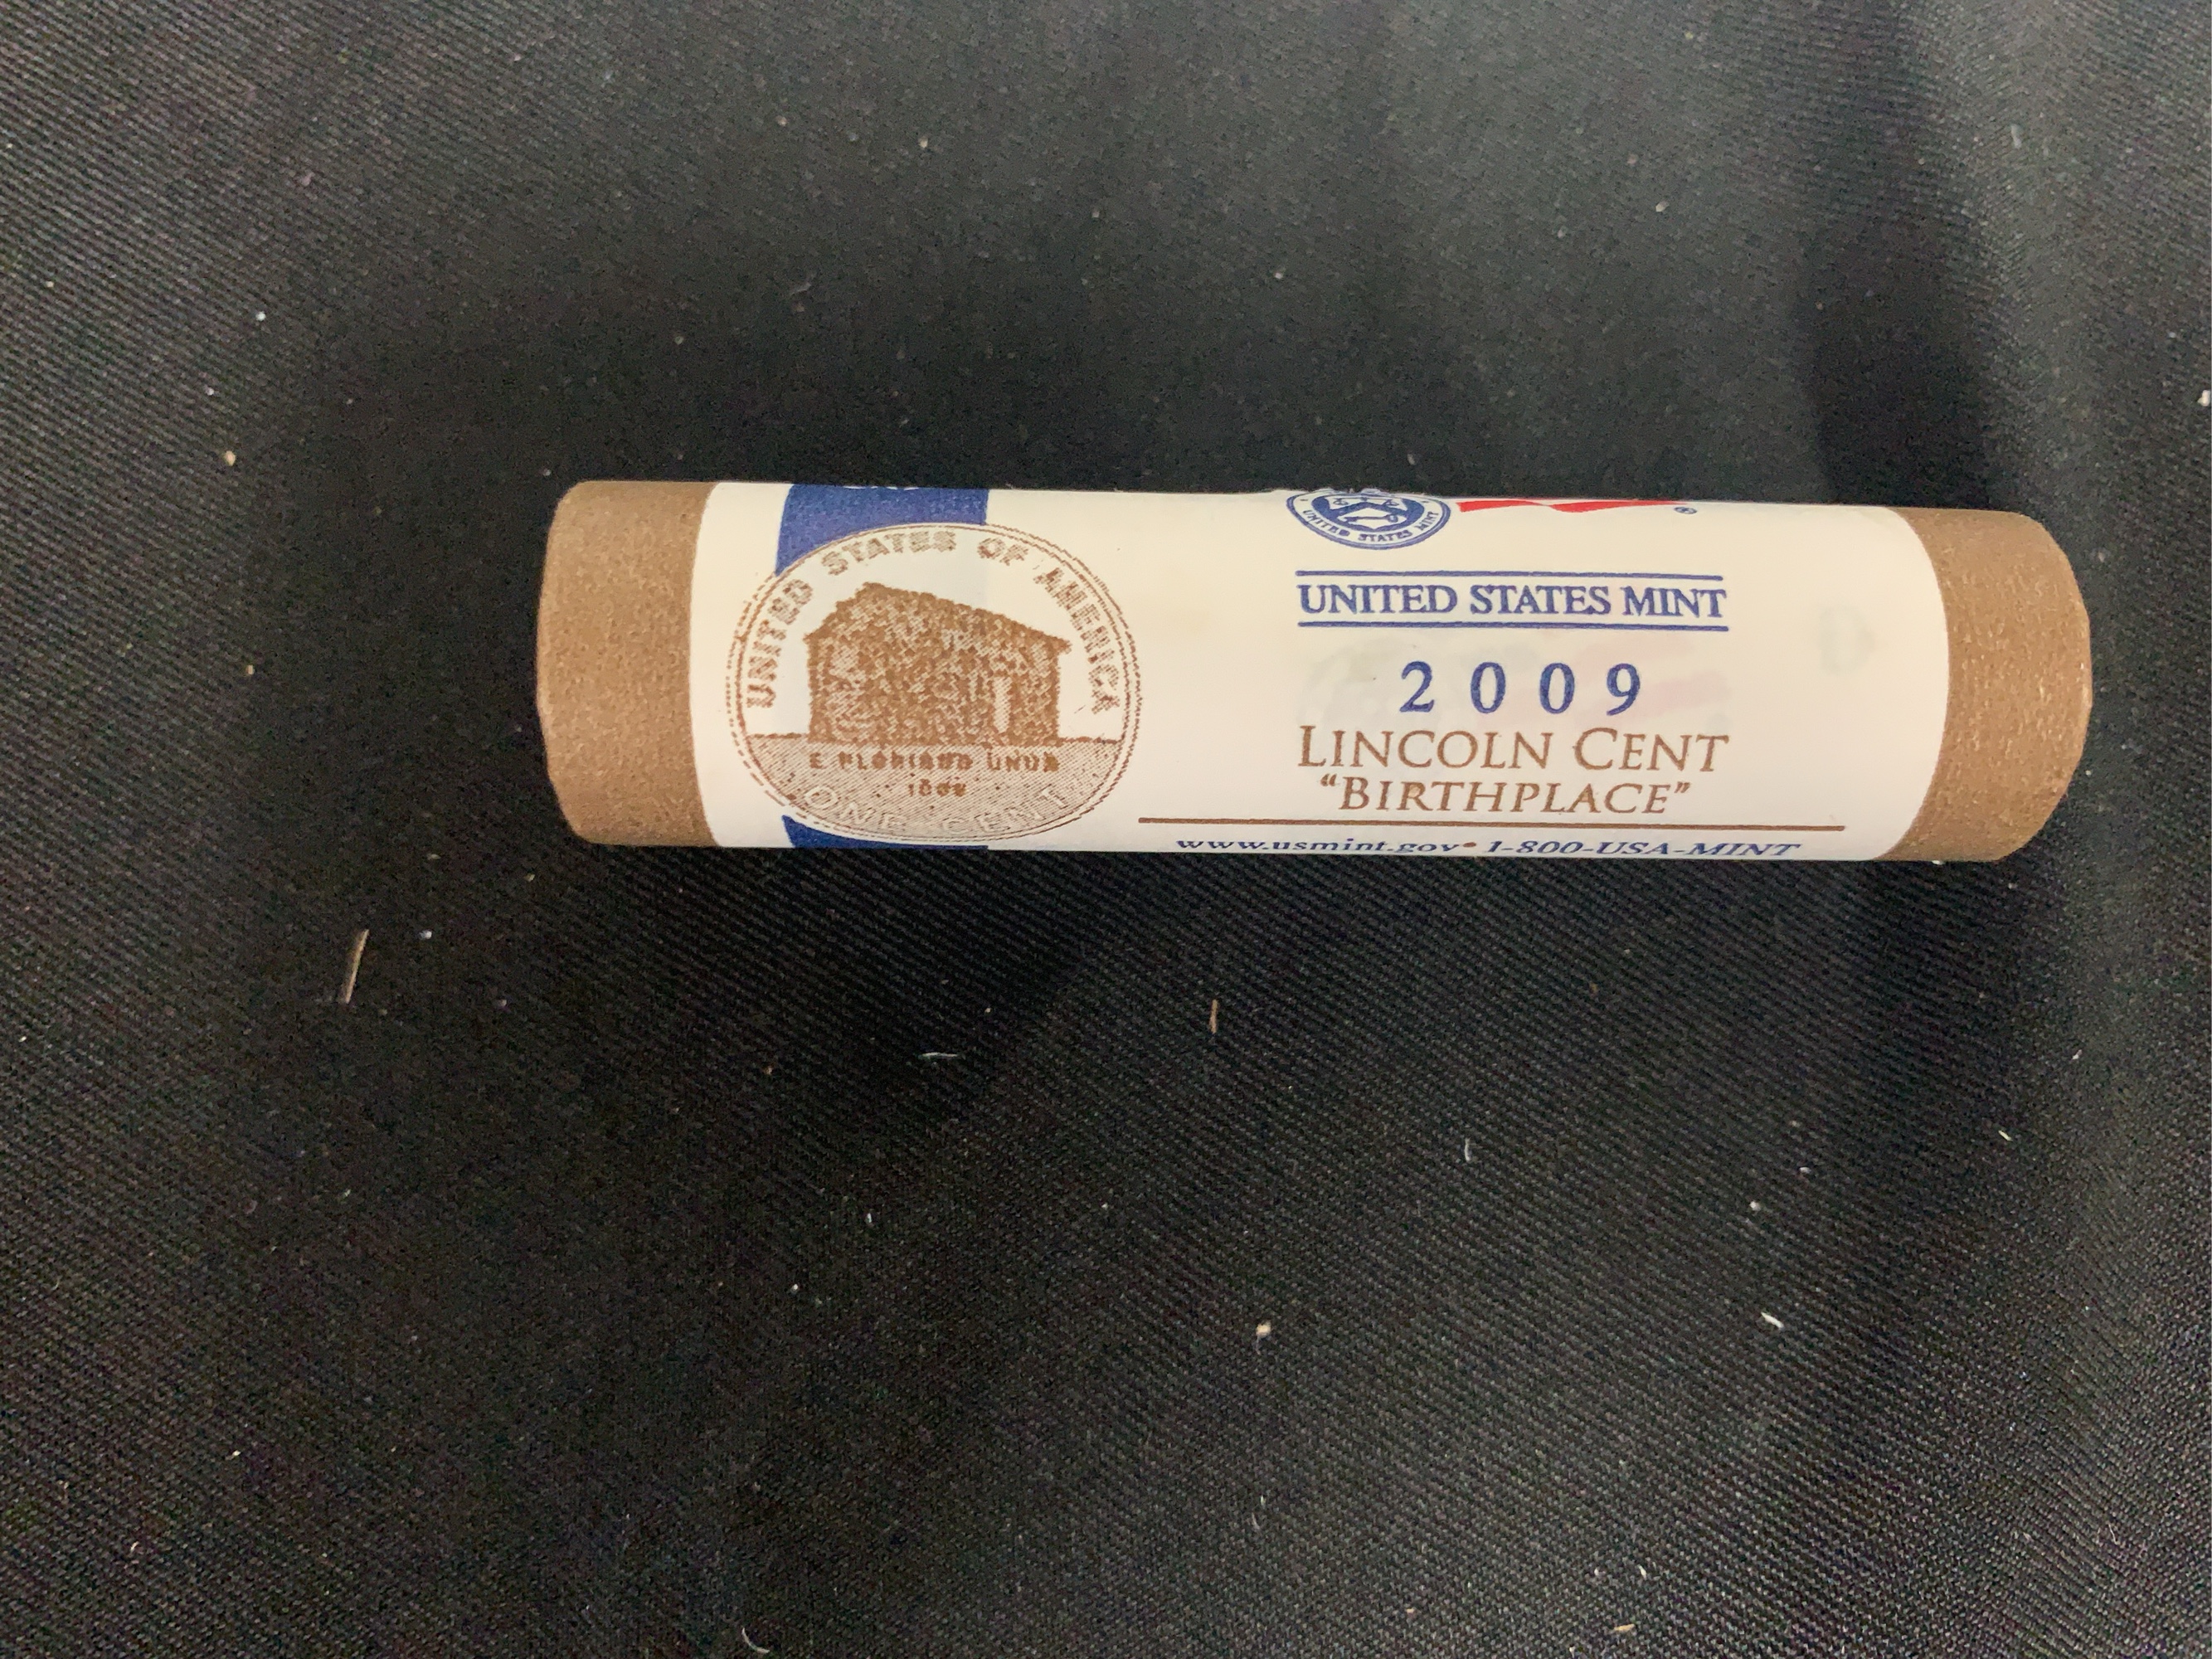 UNITED STATES OF AMERICA
E PLURIBUS UNUM
1809
ONE CENT
UNITED STATES MINT
UNITED STATES MINT
2009
LINCOLN CENT
“BIRTHPLACE”
www.usmint.gov • 1-800-USA-MINT